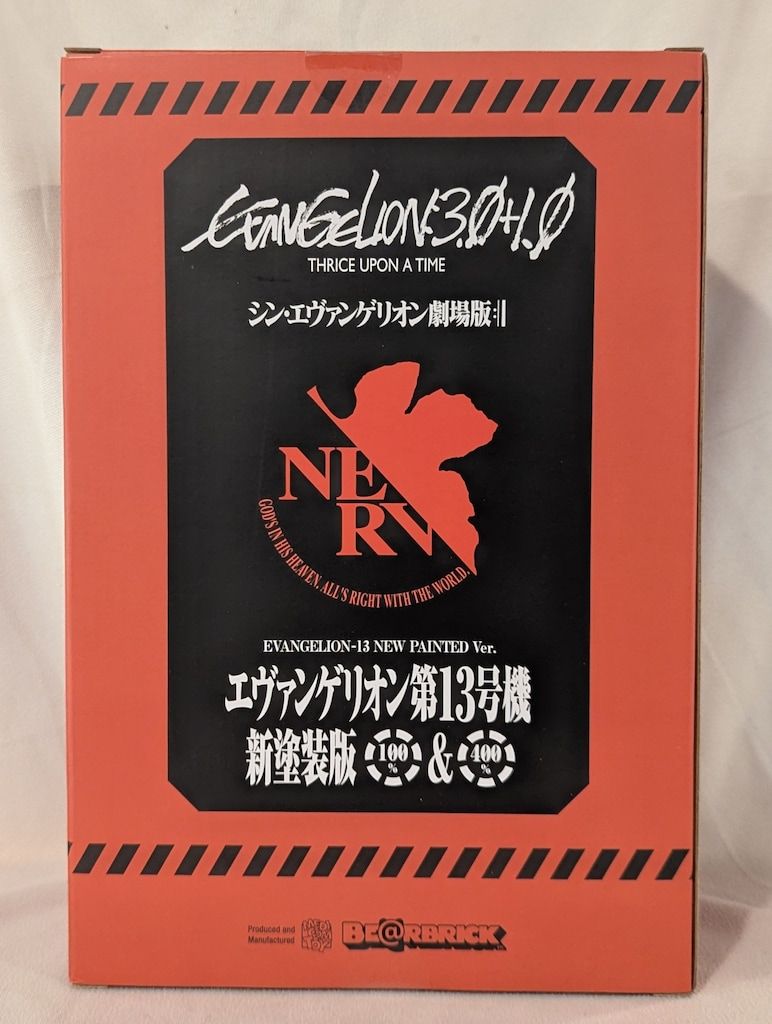 EVANGELION:3.0+1.0
THRICE UPON A TIME
シン・エヴァンゲリオン劇場版:||
NERV
GOD'S IN HIS HEAVEN. ALL'S RIGHT WITH THE WORLD.
EVANGELION-13 NEW PAINTED Ver.
エヴァンゲリオン第13号機
新塗装版 100% & 400%
Produced and
Manufactured
MEDICOM TOY
BE@RBRICK